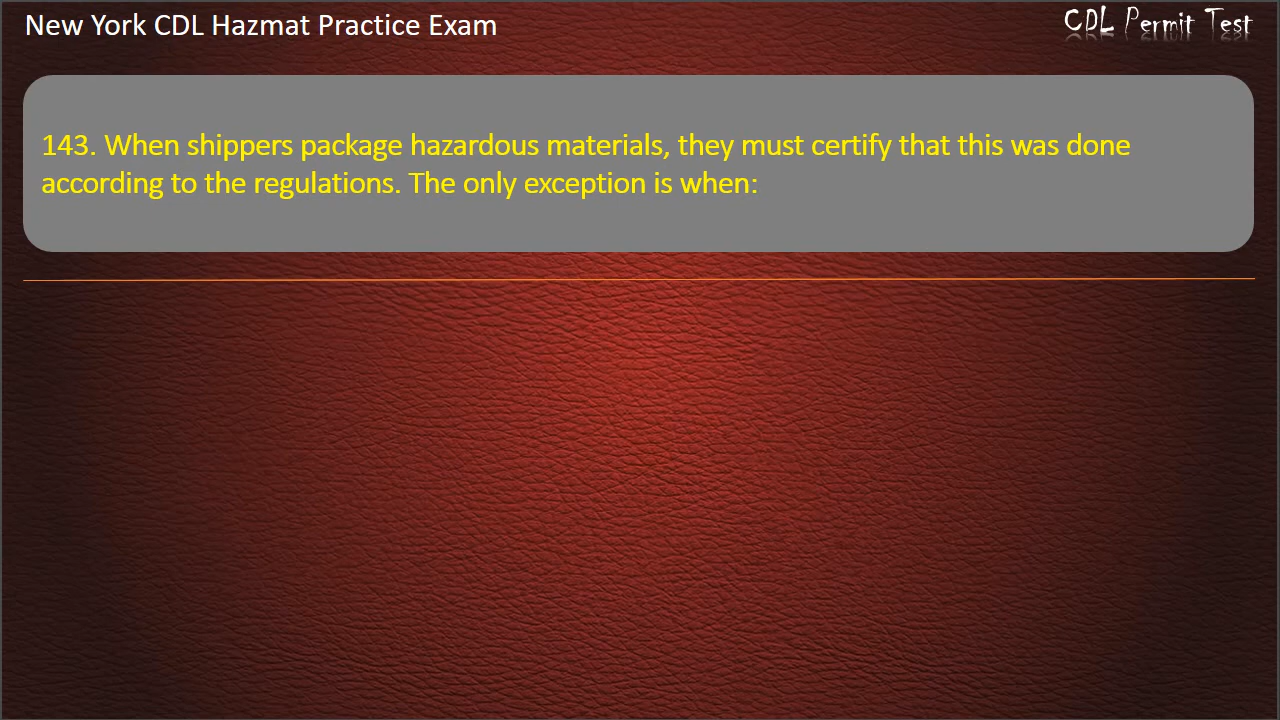 New York CDL Hazmat Practice Exam
CDL Permit Test
143. When shippers package hazardous materials, they must certify that this was done
according to the regulations. The only exception is when: